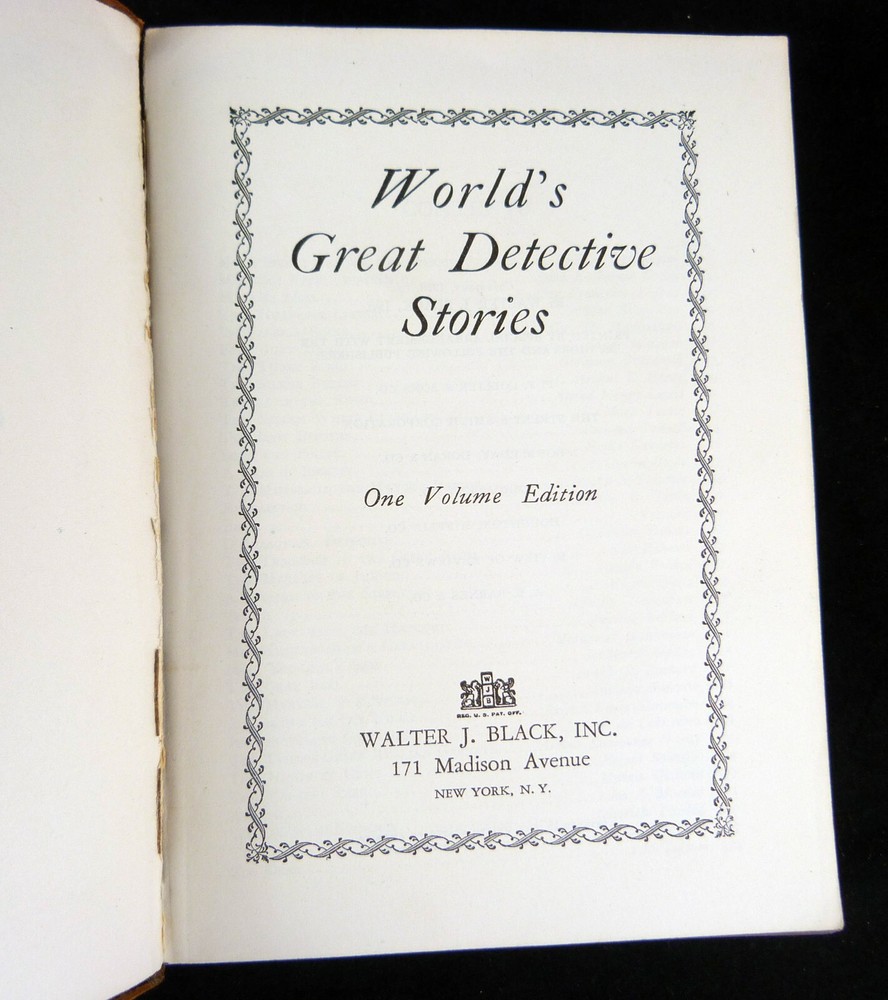 World's
Great Detective
Stories
One Volume Edition
W
J
B
REG. U. S. PAT. OFF.
WALTER J. BLACK, INC.
171 Madison Avenue
NEW YORK, N. Y.